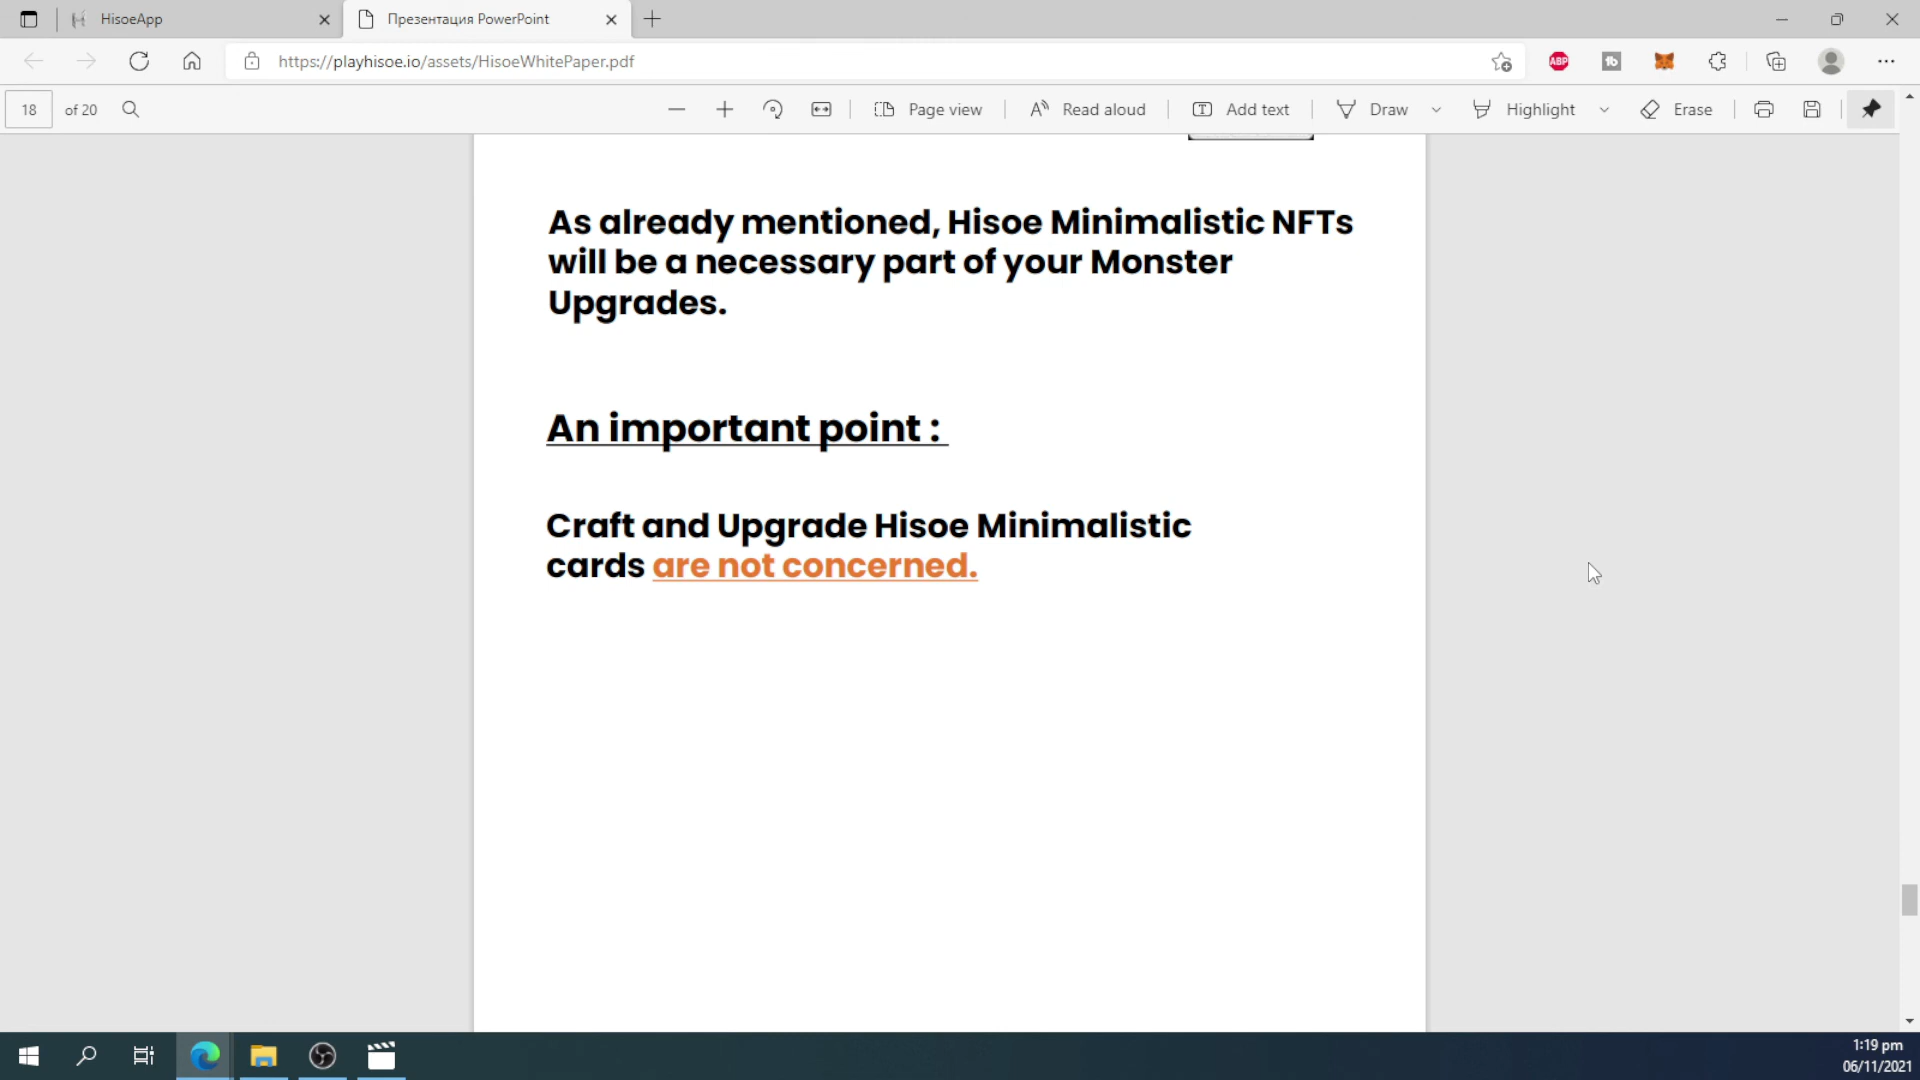 HisoeApp
Презентация PowerPoint
https://playhisoe.io/assets/HisoeWhitePaper.pdf
ABP
tb
18 of 20
Page view
Read aloud
Add text
Draw
Highlight
Erase
As already mentioned, Hisoe Minimalistic NFTs
will be a necessary part of your Monster
Upgrades.
An important point :
Craft and Upgrade Hisoe Minimalistic
cards are not concerned.
1:19 pm
06/11/2021